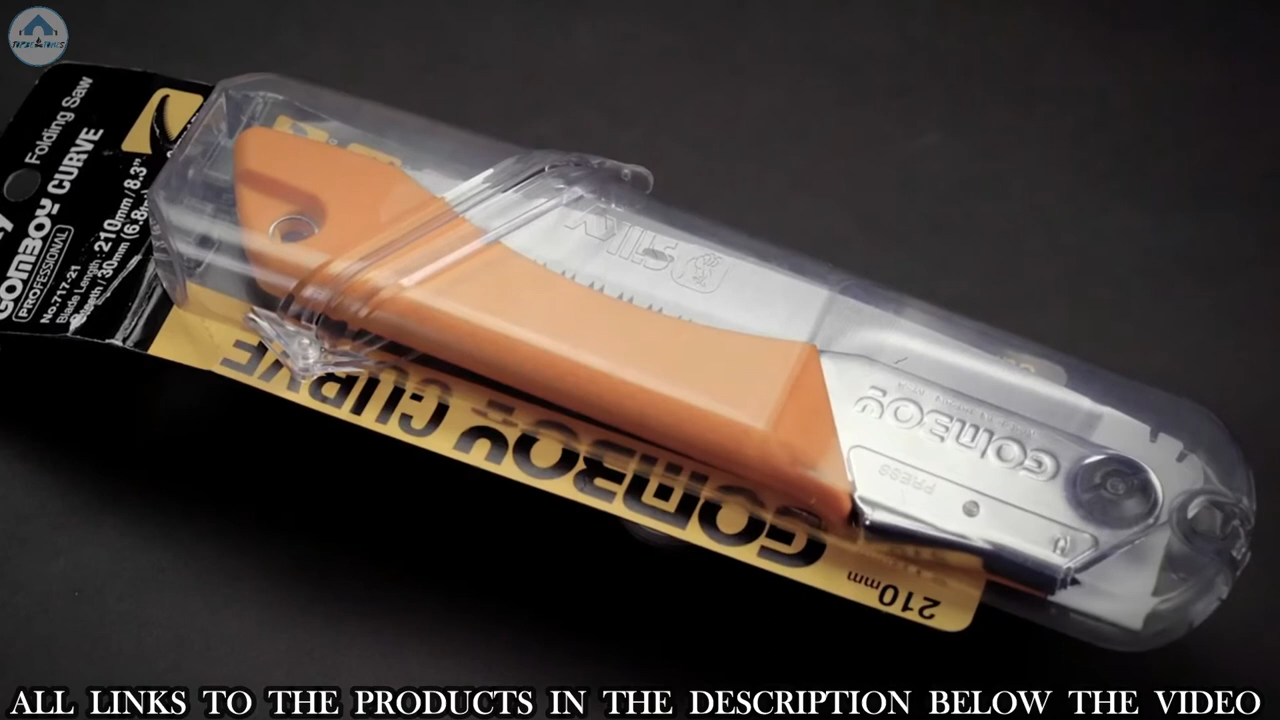 Folding Saw
GOMBOY CURVE
PROFESSIONAL
No.717-21
Blade Length : 210mm/8.3"
Silky
GOMBOY
PRESS
GOMBOY CURVE
210mm
ALL LINKS TO THE PRODUCTS IN THE DESCRIPTION BELOW THE VIDEO